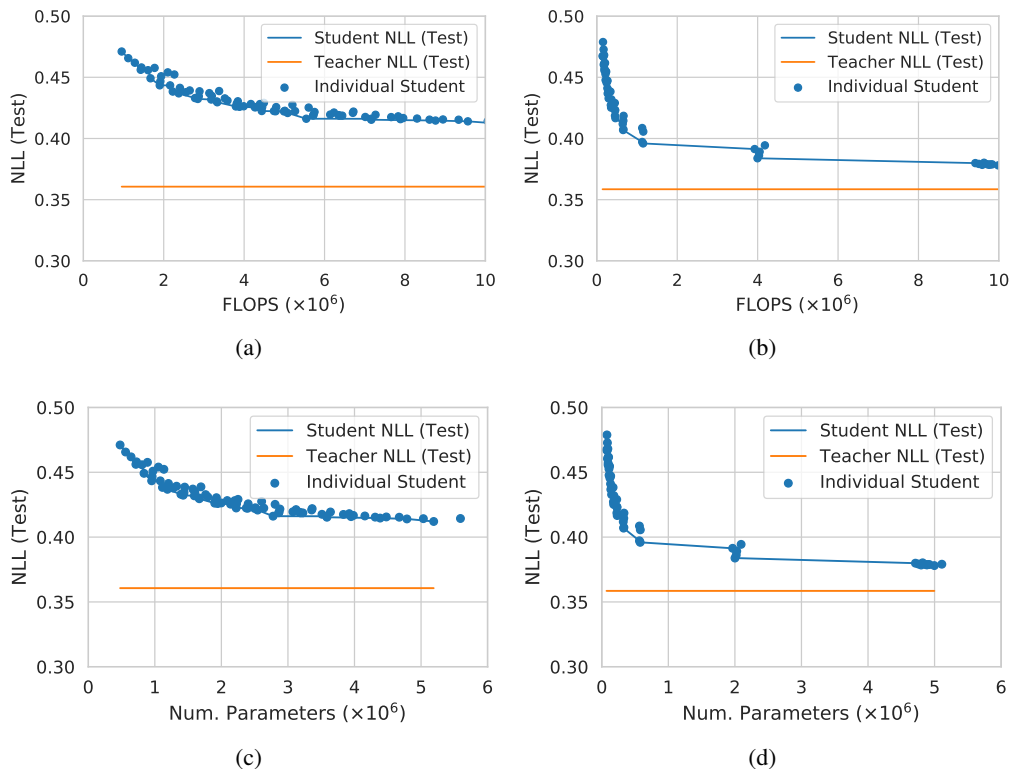 0.50
0.45
0.40
0.35
0.30
NLL (Test)
Student NLL (Test)
Teacher NLL (Test)
Individual Student
0 2 4 6 8 10
FLOPS (×10⁶)
(a)
0.50
0.45
0.40
0.35
0.30
NLL (Test)
Student NLL (Test)
Teacher NLL (Test)
Individual Student
0 2 4 6 8 10
FLOPS (×10⁶)
(b)
0.50
0.45
0.40
0.35
0.30
NLL (Test)
Student NLL (Test)
Teacher NLL (Test)
Individual Student
0 1 2 3 4 5 6
Num. Parameters (×10⁶)
(c)
0.50
0.45
0.40
0.35
0.30
NLL (Test)
Student NLL (Test)
Teacher NLL (Test)
Individual Student
0 1 2 3 4 5 6
Num. Parameters (×10⁶)
(d)